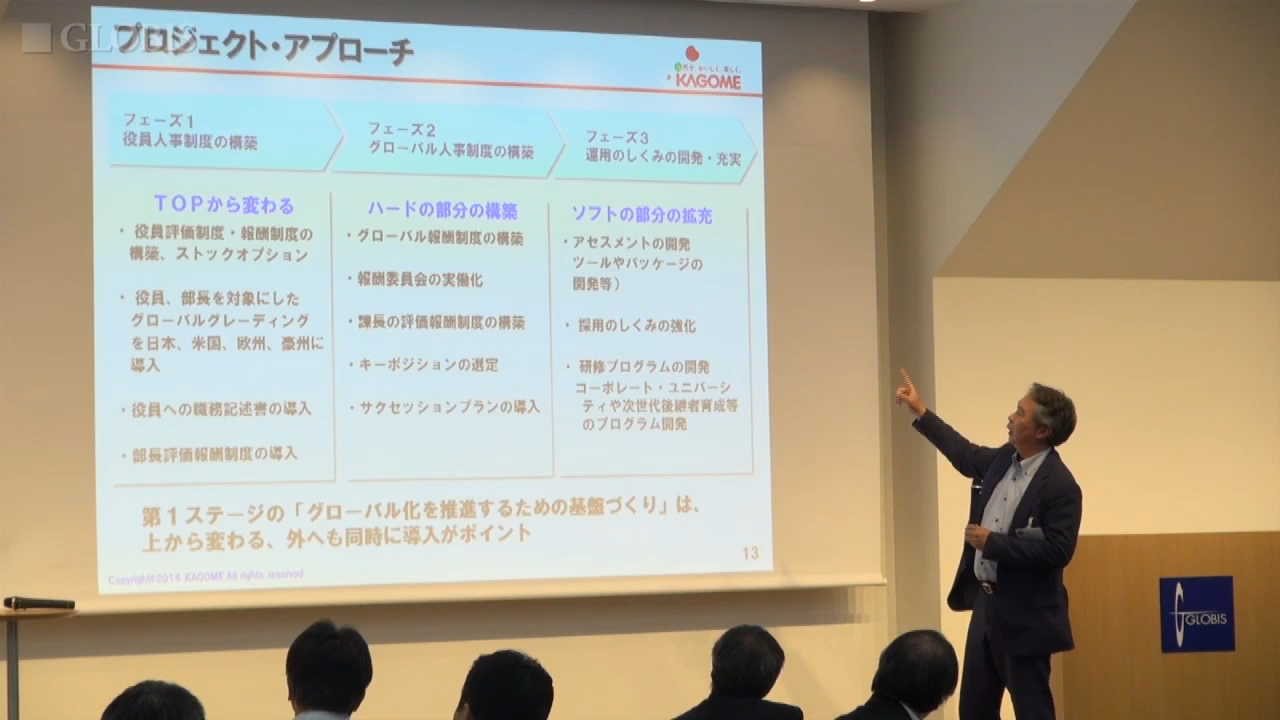 GLOBIS
プロジェクト・アプローチ
自然を、おいしく、楽しく。
KAGOME
フェーズ1
役員人事制度の構築
フェーズ2
グローバル人事制度の構築
フェーズ3
運用のしくみの開発・充実
TOPから変わる
・役員評価制度・報酬制度の
構築、ストックオプション
・役員、部長を対象にした
グローバルグレーディング
を日本、米国、欧州、豪州に
導入
・役員への職務記述書の導入
・部長評価報酬制度の導入
ハードの部分の構築
・グローバル報酬制度の構築
・報酬委員会の実働化
・課長の評価報酬制度の構築
・キーポジションの選定
・サクセッションプランの導入
ソフトの部分の拡充
・アセスメントの開発
ツールやパッケージの
開発等）
・採用のしくみの強化
・研修プログラムの開発
コーポレート・ユニバーシ
ティや次世代後継者育成等
のプログラム開発
第1ステージの「グローバル化を推進するための基盤づくり」は、
上から変わる、外へも同時に導入がポイント
13
Copyright©2014 KAGOME All rights reserved
GLOBIS